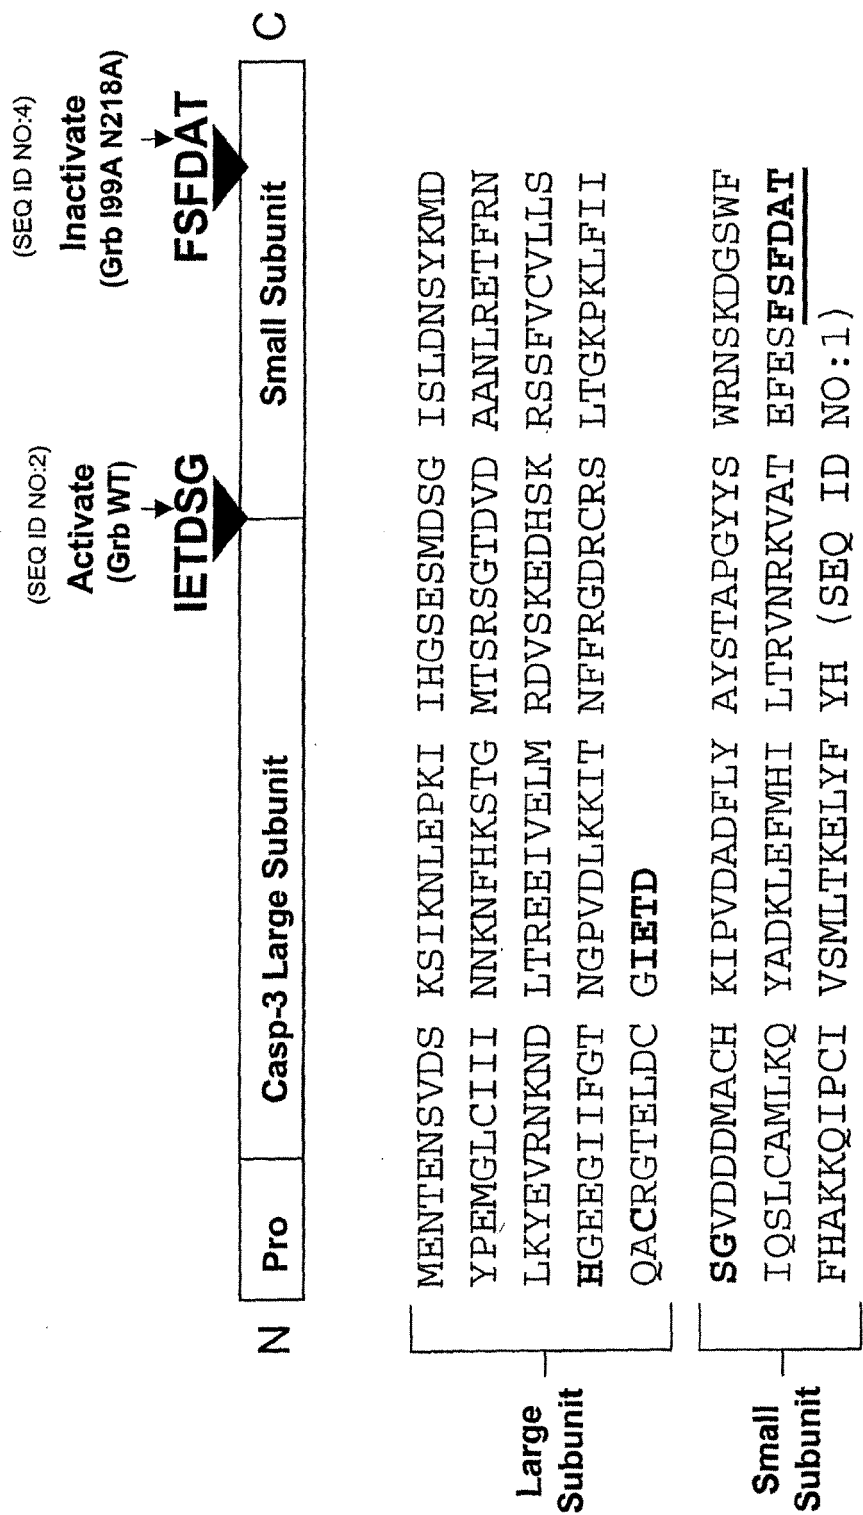 (SEQ ID NO:2)
Activate
(Grb WT)
IETDSG
(SEQ ID NO:4)
Inactivate
(Grb I99A N218A)
FSFDAT
N
Pro
Casp-3 Large Subunit
Small Subunit
C
Large
Subunit
MENTENSVDS KSIKNLEPKI IHGSESMDSG ISLDNSYKMD
YPEMGLCIII NNKNFHKSTG MTSRSGTDVD AANLRETFRN
LKYEVRNKND LTREEIVELM RDVSKEDHSK RSSFVCVLLS
HGEEGIIFGT NGPVDLKKIT NFFRGDRCRS LTGKPKLFII
QACRGTELDC GIETD
Small
Subunit
SGVDDDMACH KIPVDADFLY AYSTAPGYYS WRNSKDGSWF
IQSLCAMLKQ YADKLEFMHI LTRVNRKVAT EFESFSFDAT
FHAKKQIPCI VSMLTKELYF YH (SEQ ID NO:1)